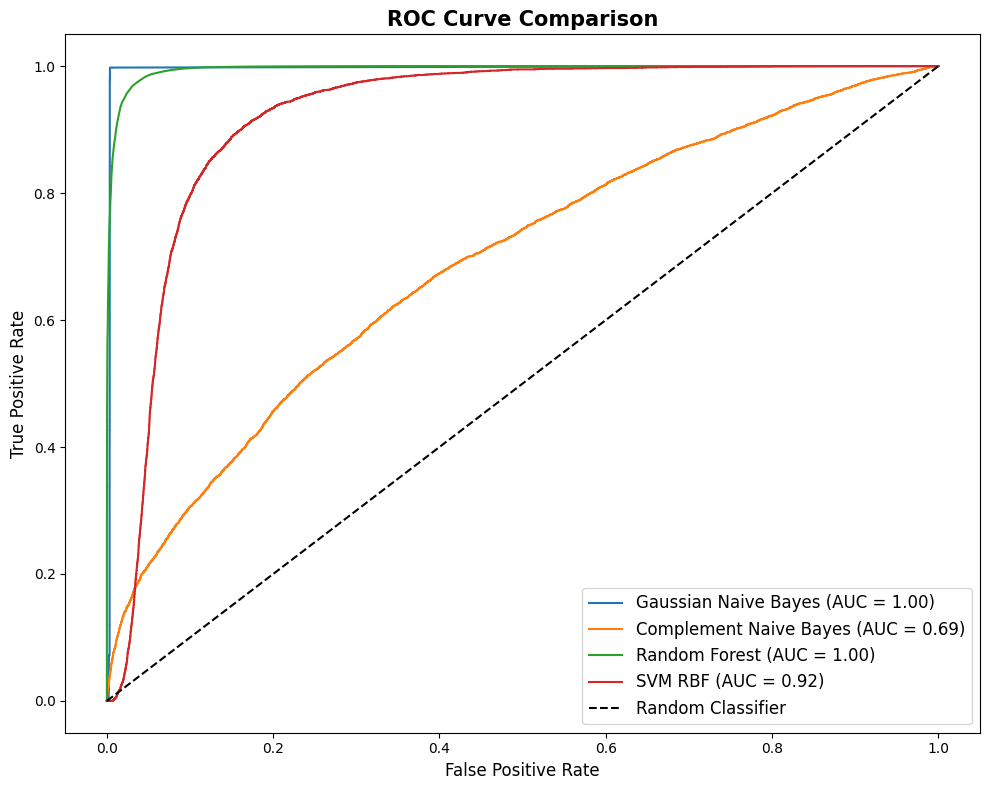 ROC Curve Comparison
True Positive Rate
1.0
0.8
0.6
0.4
0.2
0.0
0.0 0.2 0.4 0.6 0.8 1.0
False Positive Rate
Gaussian Naive Bayes (AUC = 1.00)
Complement Naive Bayes (AUC = 0.69)
Random Forest (AUC = 1.00)
SVM RBF (AUC = 0.92)
Random Classifier